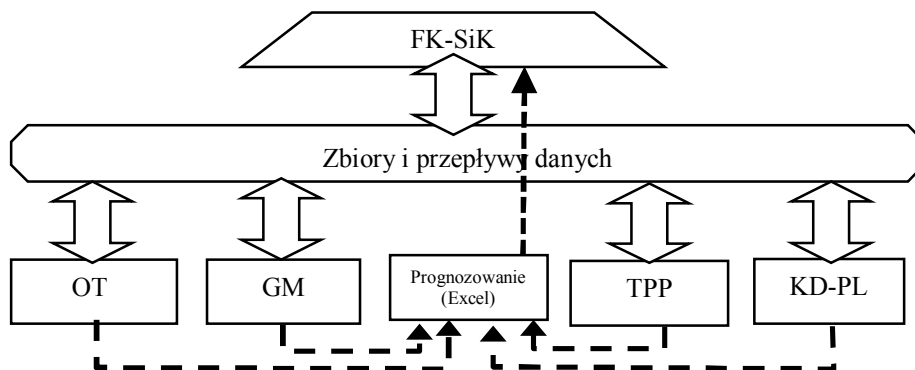 FK-SiK
Zbiory i przepływy danych
OT
GM
Prognozowanie
(Excel)
TPP
KD-PL